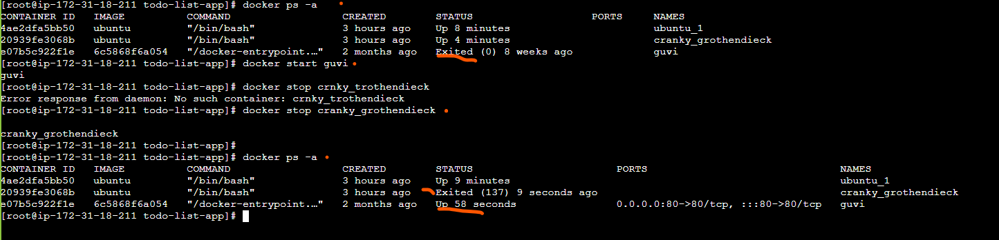 [root@ip-172-31-18-211 todo-list-app]# docker ps -a
CONTAINER ID   IMAGE          COMMAND                  CREATED        STATUS                     PORTS     NAMES
4ae2dfa5bb50   ubuntu         "/bin/bash"              3 hours ago    Up 8 minutes                         ubuntu_1
20939fe3068b   ubuntu         "/bin/bash"              3 hours ago    Up 4 minutes                         cranky_grothendieck
e07b5c922f1e   6c5868f6a054   "/docker-entrypoint.…"   2 months ago   Exited (0) 8 weeks ago               guvi
[root@ip-172-31-18-211 todo-list-app]# docker start guvi
guvi
[root@ip-172-31-18-211 todo-list-app]# docker stop crnky_trothendieck
Error response from daemon: No such container: crnky_trothendieck
[root@ip-172-31-18-211 todo-list-app]# docker stop cranky_grothendieck
cranky_grothendieck
[root@ip-172-31-18-211 todo-list-app]#
[root@ip-172-31-18-211 todo-list-app]# docker ps -a
CONTAINER ID   IMAGE          COMMAND                  CREATED        STATUS                       PORTS                               NAMES
4ae2dfa5bb50   ubuntu         "/bin/bash"              3 hours ago    Up 9 minutes                                                     ubuntu_1
20939fe3068b   ubuntu         "/bin/bash"              3 hours ago    Exited (137) 9 seconds ago                                       cranky_grothendieck
e07b5c922f1e   6c5868f6a054   "/docker-entrypoint.…"   2 months ago   Up 58 seconds                0.0.0.0:80->80/tcp, :::80->80/tcp   guvi
[root@ip-172-31-18-211 todo-list-app]#